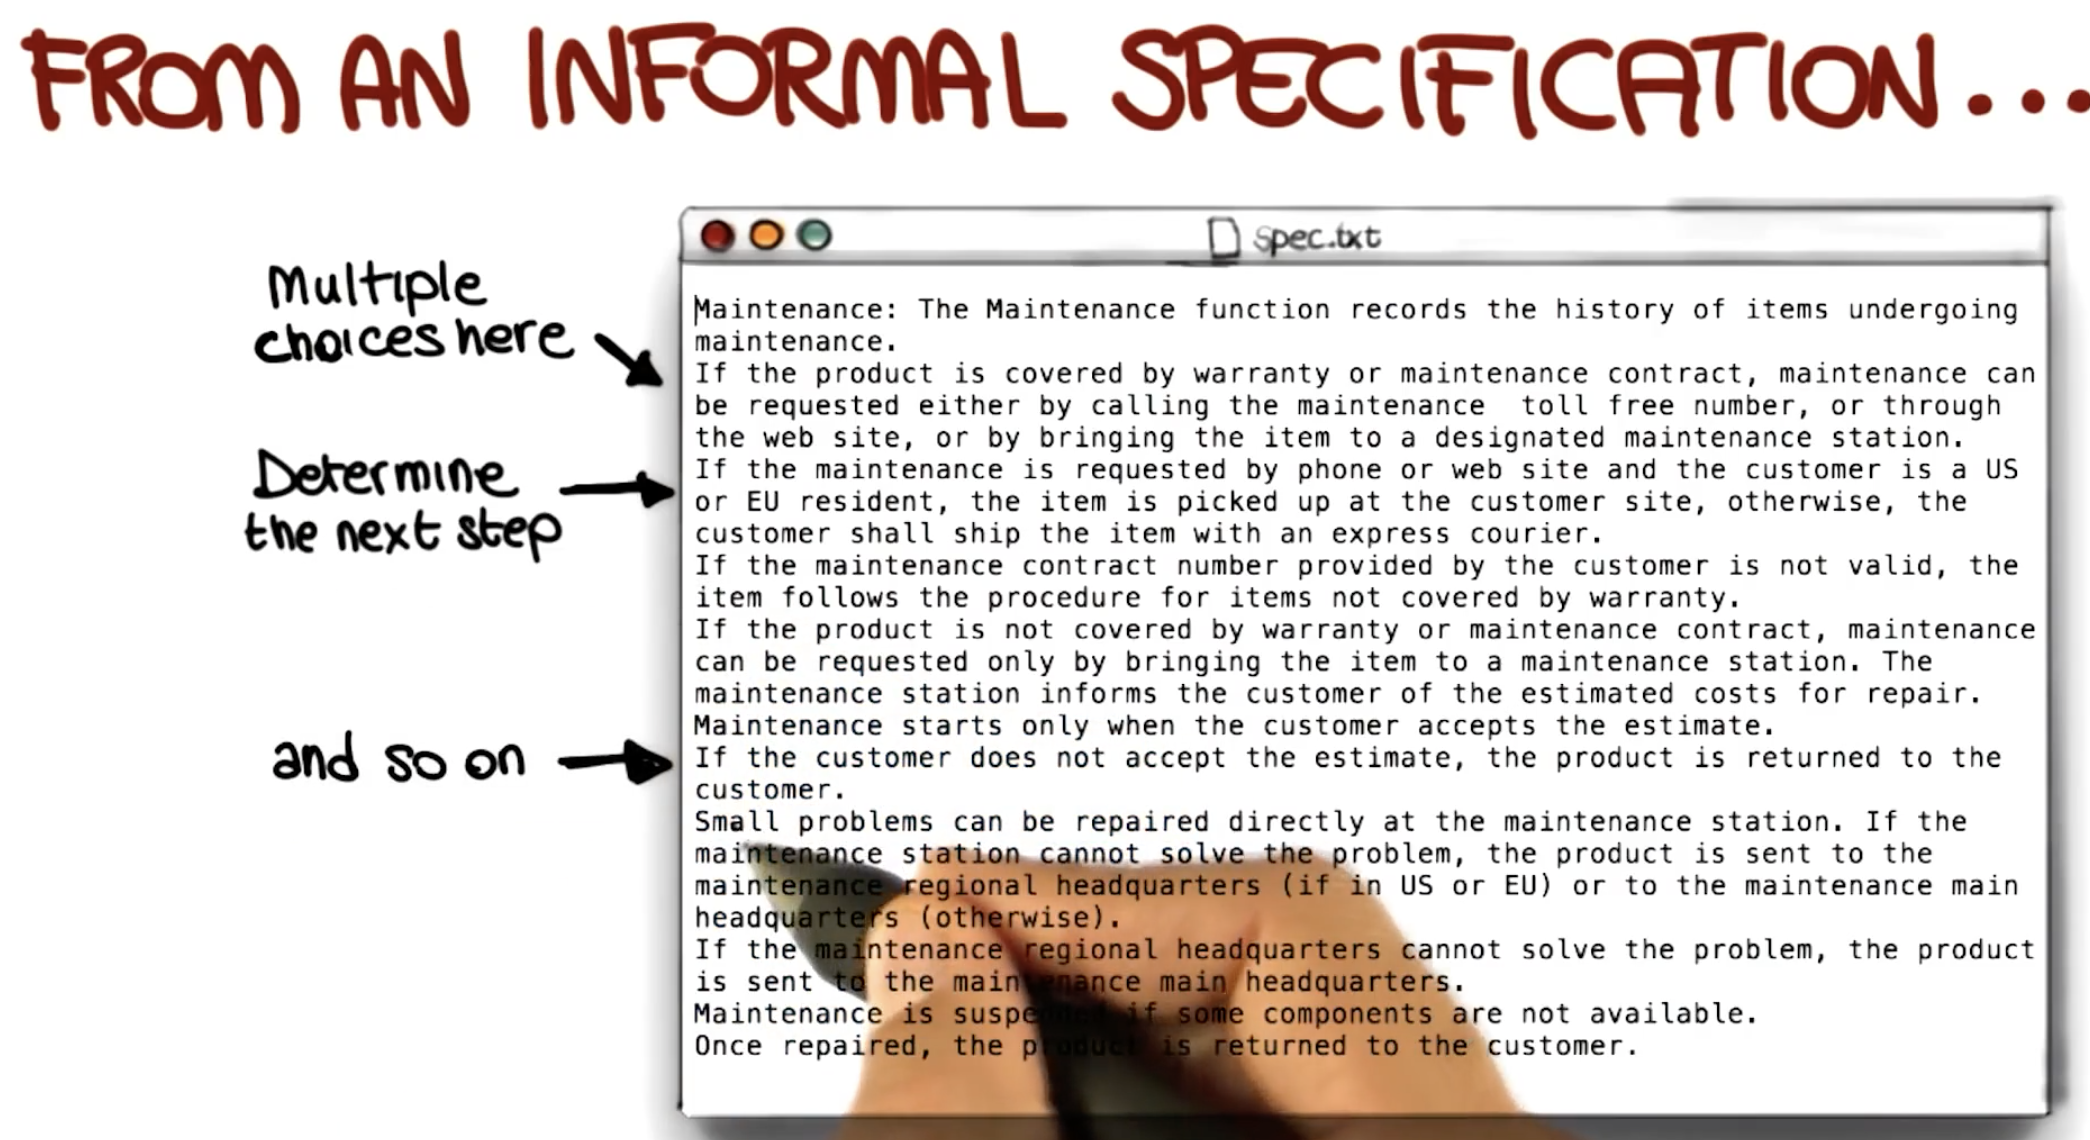 FROM AN INFORMAL SPECIFICATION...
spec.txt
Multiple
choices here
Determine
the next step
and so on
Maintenance: The Maintenance function records the history of items undergoing
maintenance.
If the product is covered by warranty or maintenance contract, maintenance can
be requested either by calling the maintenance  toll free number, or through
the web site, or by bringing the item to a designated maintenance station.
If the maintenance is requested by phone or web site and the customer is a US
or EU resident, the item is picked up at the customer site, otherwise, the
customer shall ship the item with an express courier.
If the maintenance contract number provided by the customer is not valid, the
item follows the procedure for items not covered by warranty.
If the product is not covered by warranty or maintenance contract, maintenance
can be requested only by bringing the item to a maintenance station. The
maintenance station informs the customer of the estimated costs for repair.
Maintenance starts only when the customer accepts the estimate.
If the customer does not accept the estimate, the product is returned to the
customer.
Small problems can be repaired directly at the maintenance station. If the
maintenance station cannot solve the problem, the product is sent to the
maintenance regional headquarters (if in US or EU) or to the maintenance main
headquarters (otherwise).
If the maintenance regional headquarters cannot solve the problem, the product
is sent to the maintenance main headquarters.
Maintenance is suspended if some components are not available.
Once repaired, the product is returned to the customer.